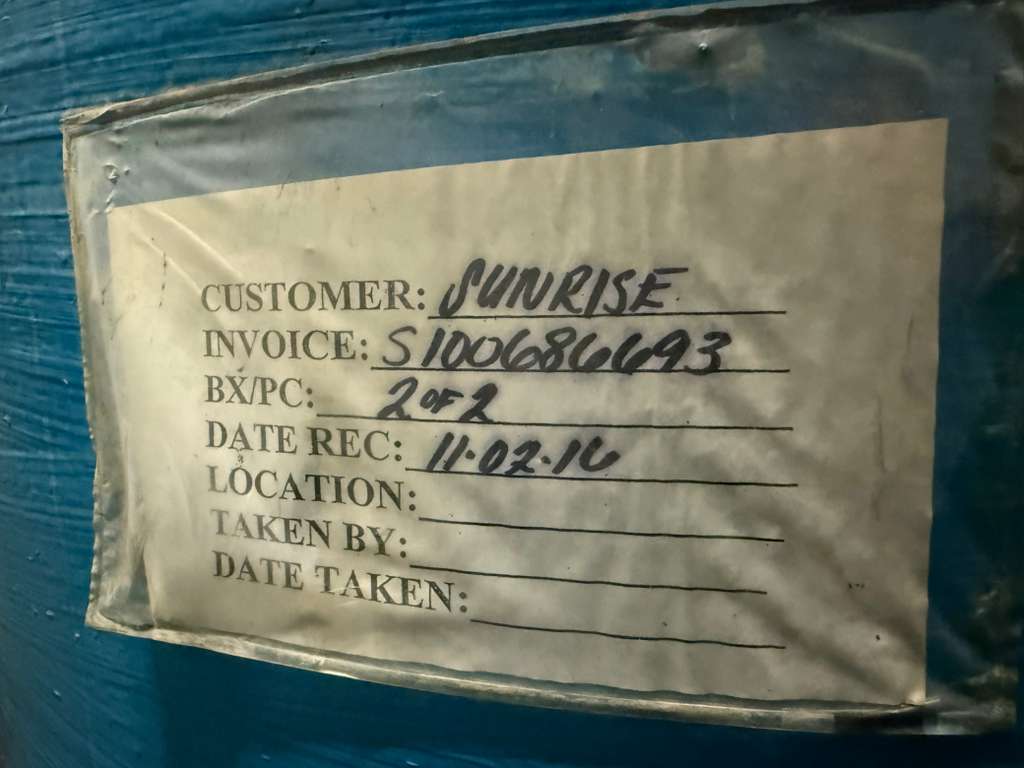 CUSTOMER: SUNRISE
INVOICE: S100686693
BX/PC: 2 OF 2
DATE REC: 11-02-16
LOCATION:
TAKEN BY:
DATE TAKEN: